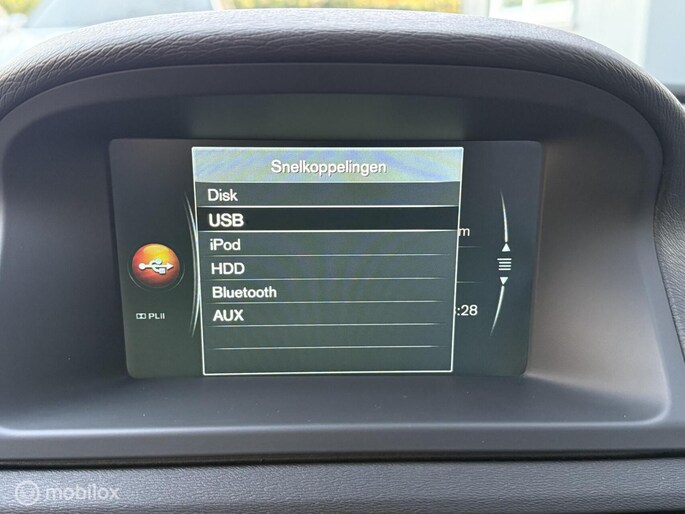 Snelkoppelingen
Disk
USB
iPod
HDD
Bluetooth
AUX
m
:28
PLII
mobilox